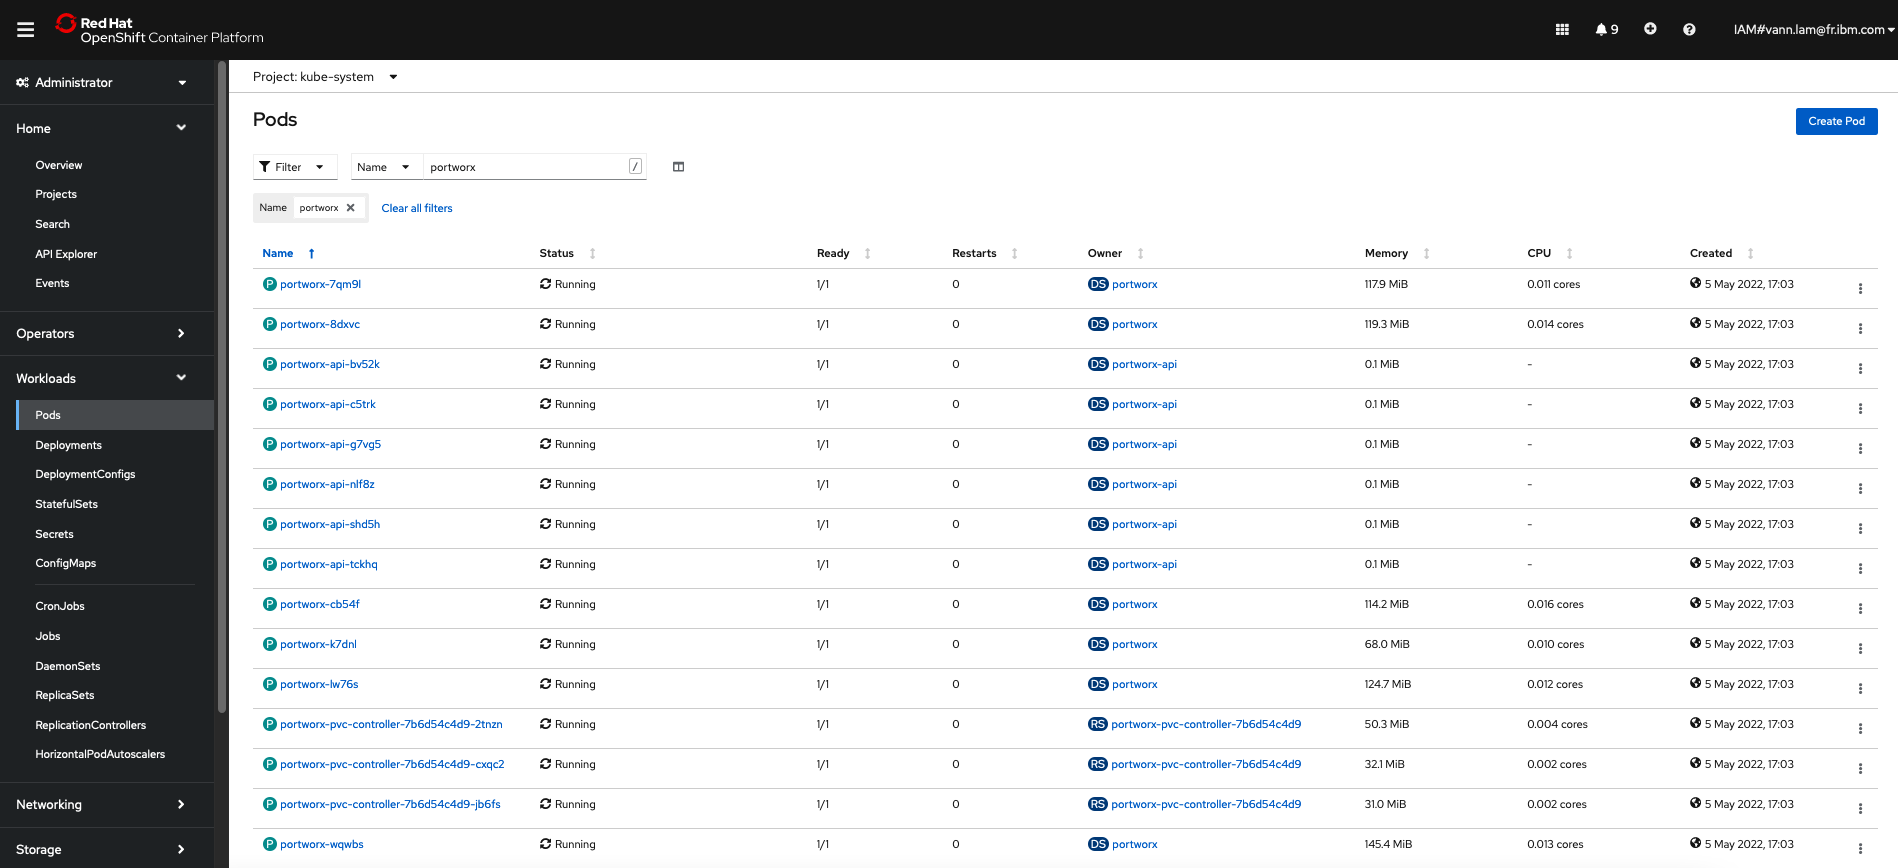 Red Hat
OpenShift Container Platform
9
IAM#vann.lam@fr.ibm.com
Administrator
Home
Overview
Projects
Search
API Explorer
Events
Operators
Workloads
Pods
Deployments
DeploymentConfigs
StatefulSets
Secrets
ConfigMaps
CronJobs
Jobs
DaemonSets
ReplicaSets
ReplicationControllers
HorizontalPodAutoscalers
Networking
Storage
Project: kube-system
Pods
Create Pod
Filter Name portworx /
Name portworx Clear all filters
Name Status Ready Restarts Owner Memory CPU Created
P portworx-7qm9l Running 1/1 0 DS portworx 117.9 MiB 0.011 cores 5 May 2022, 17:03
P portworx-8dxvc Running 1/1 0 DS portworx 119.3 MiB 0.014 cores 5 May 2022, 17:03
P portworx-api-bv52k Running 1/1 0 DS portworx-api 0.1 MiB - 5 May 2022, 17:03
P portworx-api-c5trk Running 1/1 0 DS portworx-api 0.1 MiB - 5 May 2022, 17:03
P portworx-api-g7vg5 Running 1/1 0 DS portworx-api 0.1 MiB - 5 May 2022, 17:03
P portworx-api-nlf8z Running 1/1 0 DS portworx-api 0.1 MiB - 5 May 2022, 17:03
P portworx-api-shd5h Running 1/1 0 DS portworx-api 0.1 MiB - 5 May 2022, 17:03
P portworx-api-tckhq Running 1/1 0 DS portworx-api 0.1 MiB - 5 May 2022, 17:03
P portworx-cb54f Running 1/1 0 DS portworx 114.2 MiB 0.016 cores 5 May 2022, 17:03
P portworx-k7dnl Running 1/1 0 DS portworx 68.0 MiB 0.010 cores 5 May 2022, 17:03
P portworx-lw76s Running 1/1 0 DS portworx 124.7 MiB 0.012 cores 5 May 2022, 17:03
P portworx-pvc-controller-7b6d54c4d9-2tnzn Running 1/1 0 RS portworx-pvc-controller-7b6d54c4d9 50.3 MiB 0.004 cores 5 May 2022, 17:03
P portworx-pvc-controller-7b6d54c4d9-cxqc2 Running 1/1 0 RS portworx-pvc-controller-7b6d54c4d9 32.1 MiB 0.002 cores 5 May 2022, 17:03
P portworx-pvc-controller-7b6d54c4d9-jb6fs Running 1/1 0 RS portworx-pvc-controller-7b6d54c4d9 31.0 MiB 0.002 cores 5 May 2022, 17:03
P portworx-wqwbs Running 1/1 0 DS portworx 145.4 MiB 0.013 cores 5 May 2022, 17:03